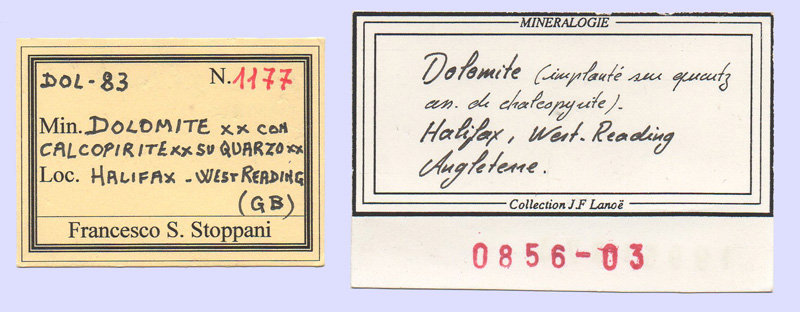 DOL-83 N.1177
Min. DOLOMITE xx CON
CALCOPIRITE xx SU QUARZO xx
Loc. HALIFAX - WEST READING
(GB)
Francesco S. Stoppani
MINERALOGIE
Dolomite (implanté sur quartz
an. de chalcopyrite).
Halifax, West. Reading
Angleterre.
Collection J.F Lanoë
0856-03